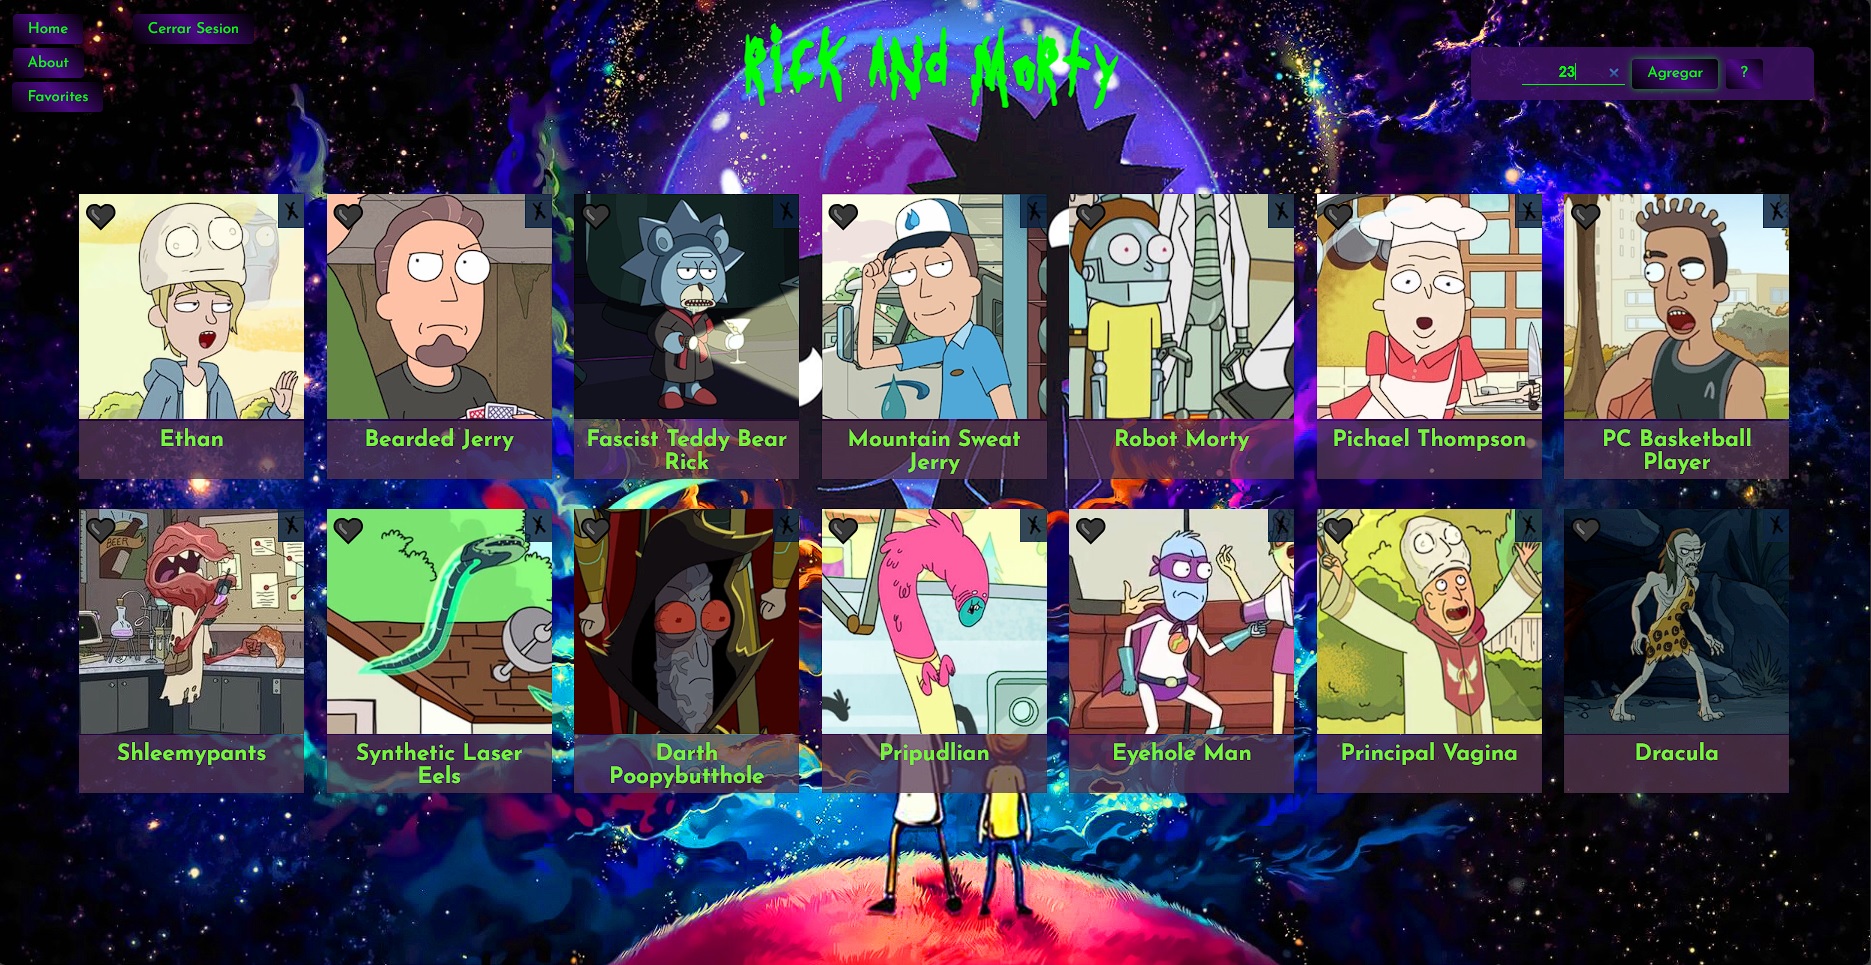 Home
Cerrar Sesion
About
Favorites
Rick and Morty
23
×
Agregar
?
Ethan
Bearded Jerry
Fascist Teddy Bear
Rick
Mountain Sweat
Jerry
Robot Morty
Pichael Thompson
PC Basketball
Player
BEER
Shleemypants
Synthetic Laser
Eels
Darth
Poopybutthole
Pripudlian
Eyehole Man
Principal Vagina
Dracula